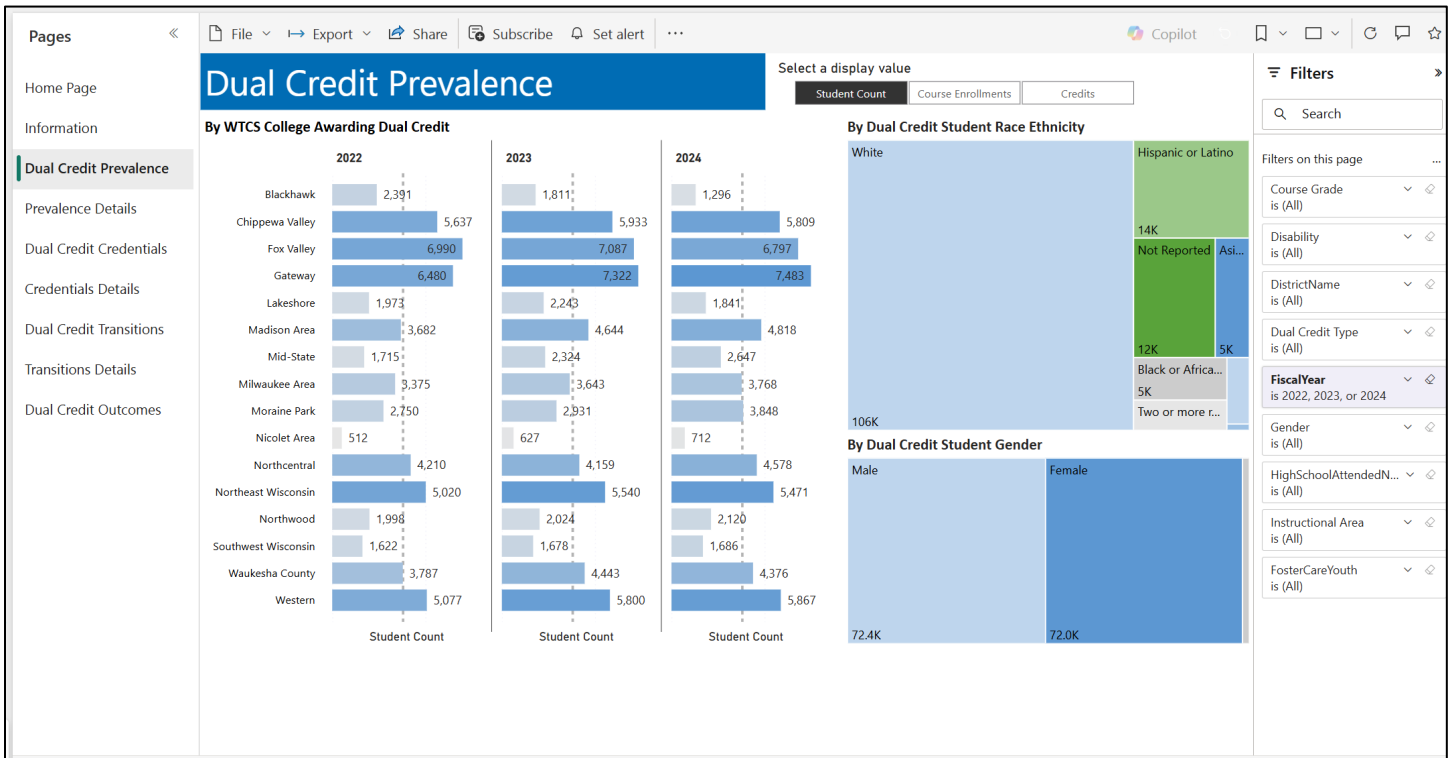 Pages
Home Page
Information
Dual Credit Prevalence
Prevalence Details
Dual Credit Credentials
Credentials Details
Dual Credit Transitions
Transitions Details
Dual Credit Outcomes
File Export Share Subscribe Set alert ... Copilot
Dual Credit Prevalence
Select a display value
Student Count Course Enrollments Credits
By WTCS College Awarding Dual Credit
2022 2023 2024
Blackhawk 2,391 1,811 1,296
Chippewa Valley 5,637 5,933 5,809
Fox Valley 6,990 7,087 6,797
Gateway 6,480 7,322 7,483
Lakeshore 1,973 2,243 1,841
Madison Area 3,682 4,644 4,818
Mid-State 1,715 2,324 2,647
Milwaukee Area 3,375 3,643 3,768
Moraine Park 2,750 2,931 3,848
Nicolet Area 512 627 712
Northcentral 4,210 4,159 4,578
Northeast Wisconsin 5,020 5,540 5,471
Northwood 1,998 2,024 2,120
Southwest Wisconsin 1,622 1,678 1,686
Waukesha County 3,787 4,443 4,376
Western 5,077 5,800 5,867
Student Count Student Count Student Count
By Dual Credit Student Race Ethnicity
White
106K
Hispanic or Latino
14K
Not Reported
12K
Asi...
5K
Black or Africa...
5K
Two or more r...
By Dual Credit Student Gender
Male
72.4K
Female
72.0K
Filters
Search
Filters on this page ...
Course Grade
is (All)
Disability
is (All)
DistrictName
is (All)
Dual Credit Type
is (All)
FiscalYear
is 2022, 2023, or 2024
Gender
is (All)
HighSchoolAttendedN...
is (All)
Instructional Area
is (All)
FosterCareYouth
is (All)